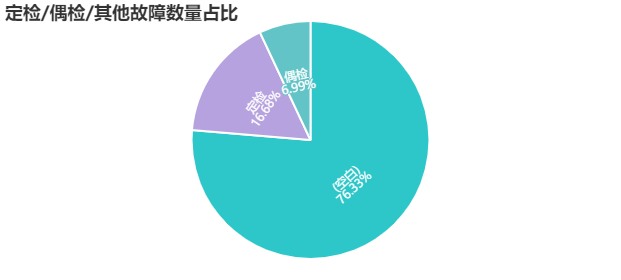 定检/偶检/其他故障数量占比
偶检
6.99%
定检
16.68%
(空白)
76.33%